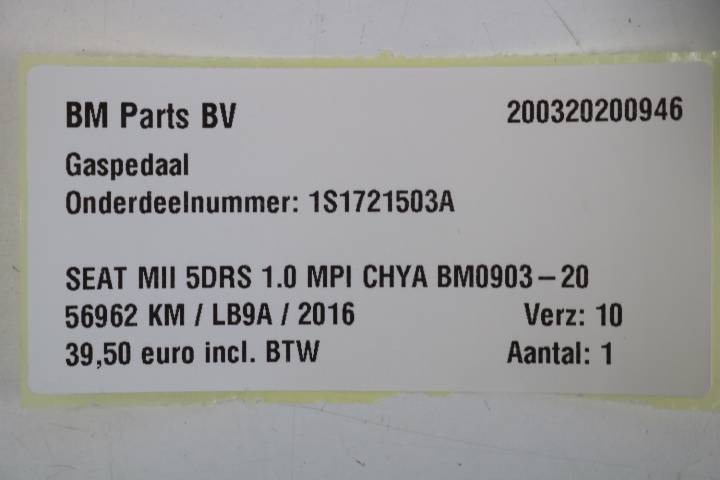 BM Parts BV 200320200946
Gaspedaal
Onderdeelnummer: 1S1721503A
SEAT MII 5DRS 1.0 MPI CHYA BM0903-20
56962 KM / LB9A / 2016 Verz: 10
39,50 euro incl. BTW Aantal: 1